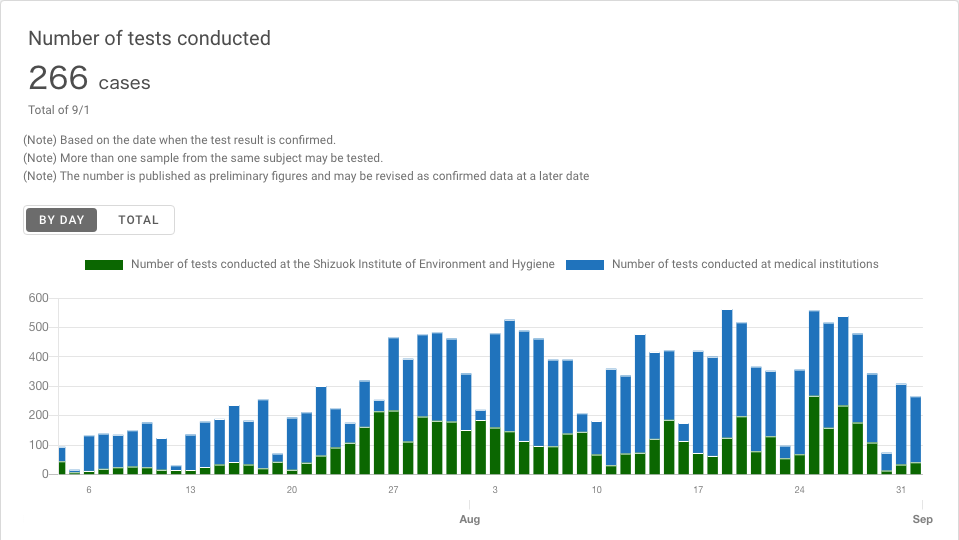 Number of tests conducted
266 cases
Total of 9/1
(Note) Based on the date when the test result is confirmed.
(Note) More than one sample from the same subject may be tested.
(Note) The number is published as preliminary figures and may be revised as confirmed data at a later date
BY DAY TOTAL
Number of tests conducted at the Shizuok Institute of Environment and Hygiene Number of tests conducted at medical institutions
600
500
400
300
200
100
0
6 13 20 27 3 10 17 24 31
Aug Sep